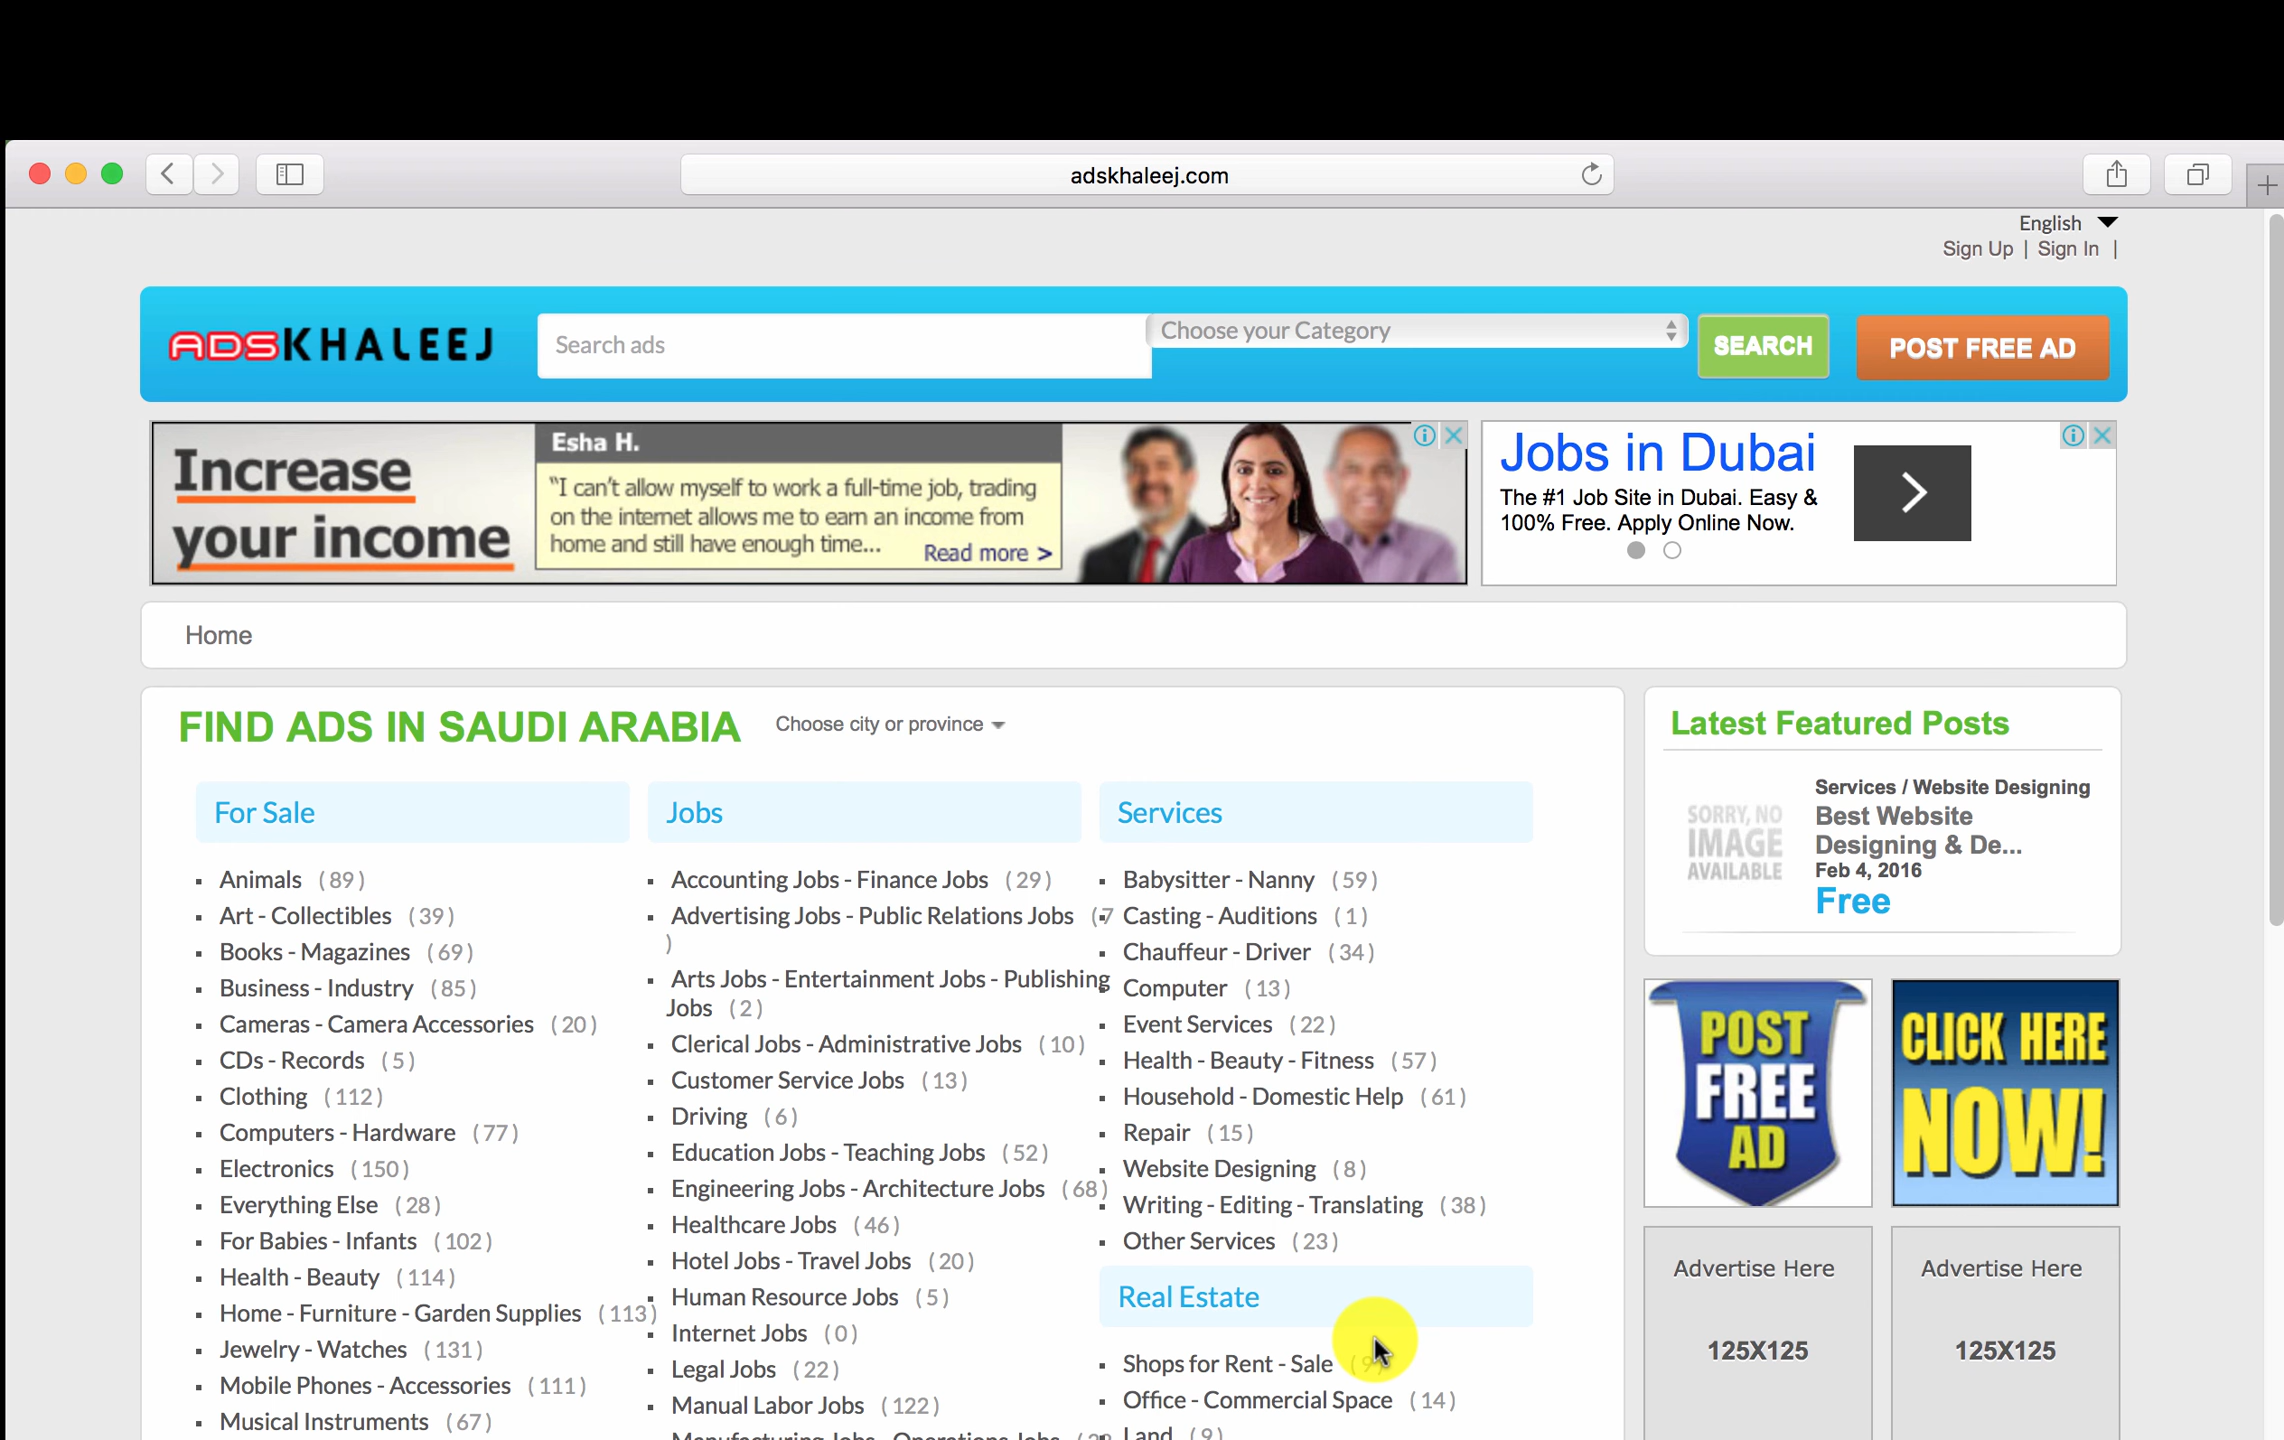 adskhaleej.com
English
Sign Up | Sign In |
ADSKHALEEJ
Search ads
Choose your Category
SEARCH
POST FREE AD
Increase
your income
Esha H.
"I can't allow myself to work a full-time job, trading
on the internet allows me to earn an income from
home and still have enough time...
Read more >
Jobs in Dubai
The #1 Job Site in Dubai. Easy &
100% Free. Apply Online Now.
Home
FIND ADS IN SAUDI ARABIA
Choose city or province
For Sale
Animals (89)
Art - Collectibles (39)
Books - Magazines (69)
Business - Industry (85)
Cameras - Camera Accessories (20)
CDs - Records (5)
Clothing (112)
Computers - Hardware (77)
Electronics (150)
Everything Else (28)
For Babies - Infants (102)
Health - Beauty (114)
Home - Furniture - Garden Supplies (113)
Jewelry - Watches (131)
Mobile Phones - Accessories (111)
Musical Instruments (67)
Jobs
Accounting Jobs - Finance Jobs (29)
Advertising Jobs - Public Relations Jobs (7
)
Arts Jobs - Entertainment Jobs - Publishing
Jobs (2)
Clerical Jobs - Administrative Jobs (10)
Customer Service Jobs (13)
Driving (6)
Education Jobs - Teaching Jobs (52)
Engineering Jobs - Architecture Jobs (68)
Healthcare Jobs (46)
Hotel Jobs - Travel Jobs (20)
Human Resource Jobs (5)
Internet Jobs (0)
Legal Jobs (22)
Manual Labor Jobs (122)
Manufacturing Jobs - Operations Jobs
Services
Babysitter - Nanny (59)
Casting - Auditions (1)
Chauffeur - Driver (34)
Computer (13)
Event Services (22)
Health - Beauty - Fitness (57)
Household - Domestic Help (61)
Repair (15)
Website Designing (8)
Writing - Editing - Translating (38)
Other Services (23)
Real Estate
Shops for Rent - Sale
Office - Commercial Space (14)
Land (9)
Latest Featured Posts
SORRY, NO
IMAGE
AVAILABLE
Services / Website Designing
Best Website
Designing & De...
Feb 4, 2016
Free
POST
FREE
AD
CLICK HERE
NOW!
Advertise Here
125X125
Advertise Here
125X125